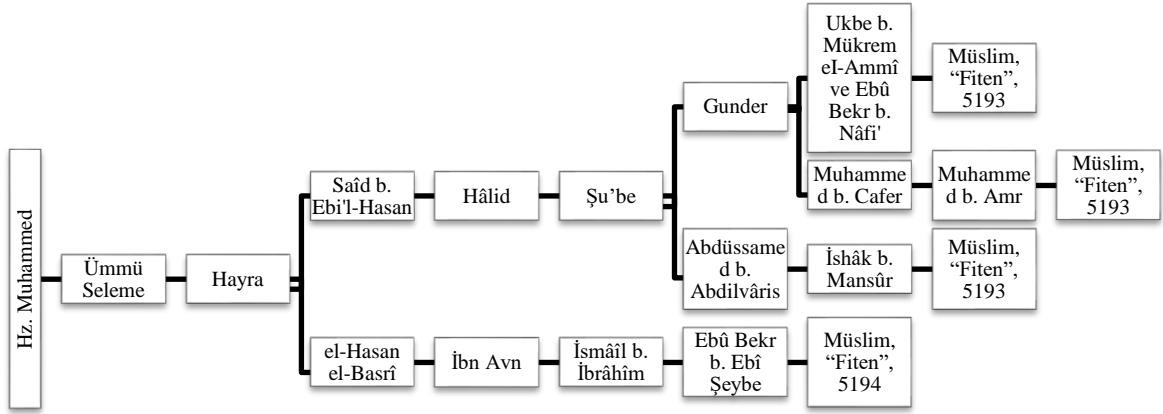 Hz. Muhammed
Ümmü
Seleme
Hayra
Saîd b.
Ebi'l-Hasan
Hâlid
Şu’be
Gunder
Ukbe b.
Mükrem
eI-Ammî
ve Ebû
Bekr b.
Nâfi'
Müslim,
“Fiten”,
5193
Muhamme
d b. Cafer
Muhamme
d b. Amr
Müslim,
“Fiten”,
5193
Abdüssame
d b.
Abdilvâris
İshâk b.
Mansûr
Müslim,
“Fiten”,
5193
el-Hasan
el-Basrî
İbn Avn
İsmâîl b.
İbrâhîm
Ebû Bekr
b. Ebî
Şeybe
Müslim,
“Fiten”,
5194